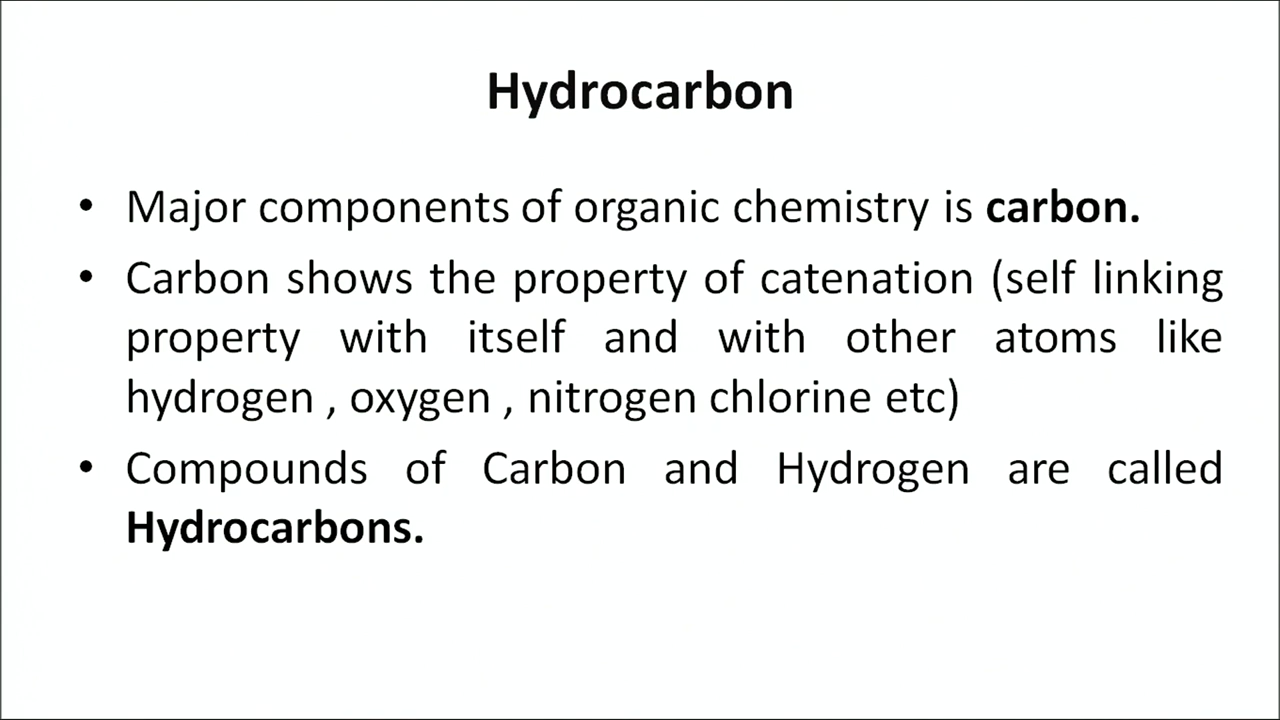 Hydrocarbon
• Major components of organic chemistry is carbon.
• Carbon shows the property of catenation (self linking
property with itself and with other atoms like
hydrogen , oxygen , nitrogen chlorine etc)
• Compounds of Carbon and Hydrogen are called
Hydrocarbons.